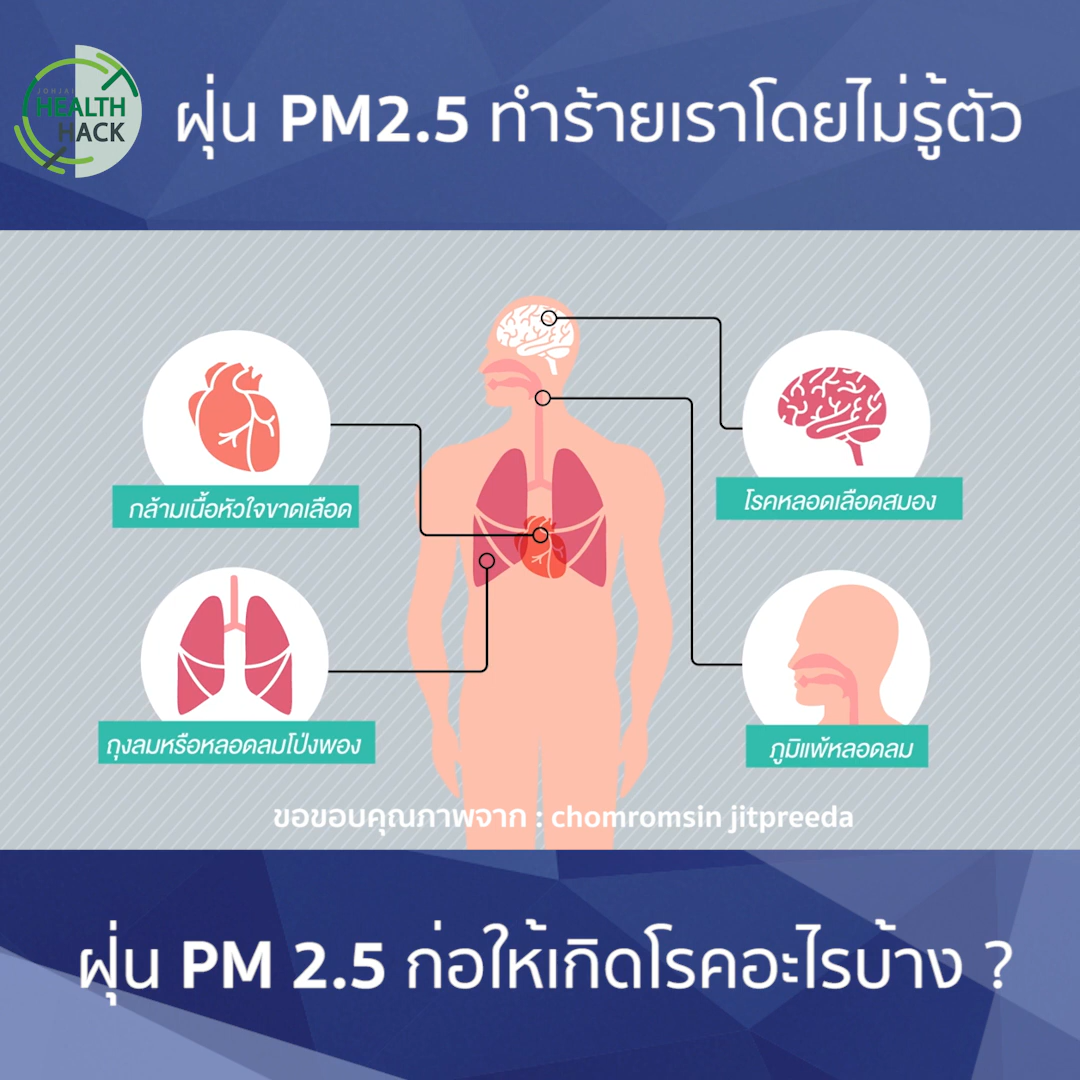 JOHJAI
HEALTH
HACK
ฝุ่น PM2.5 ทำร้ายเราโดยไม่รู้ตัว
กล้ามเนื้อหัวใจขาดเลือด
โรคหลอดเลือดสมอง
ถุงลมหรือหลอดลมโป่งพอง
ภูมิแพ้หลอดลม
ขอขอบคุณภาพจาก : chomromsin jitpreeda
ฝุ่น PM 2.5 ก่อให้เกิดโรคอะไรบ้าง ?